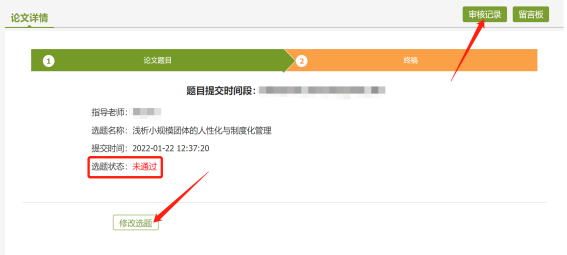 论文详情
审核记录 留言板
1 论文题目 2 终稿
题目提交时间段：
指导老师：
选题名称：浅析小规模团体的人性化与制度化管理
提交时间：2022-01-22 12:37:20
选题状态：未通过
修改选题